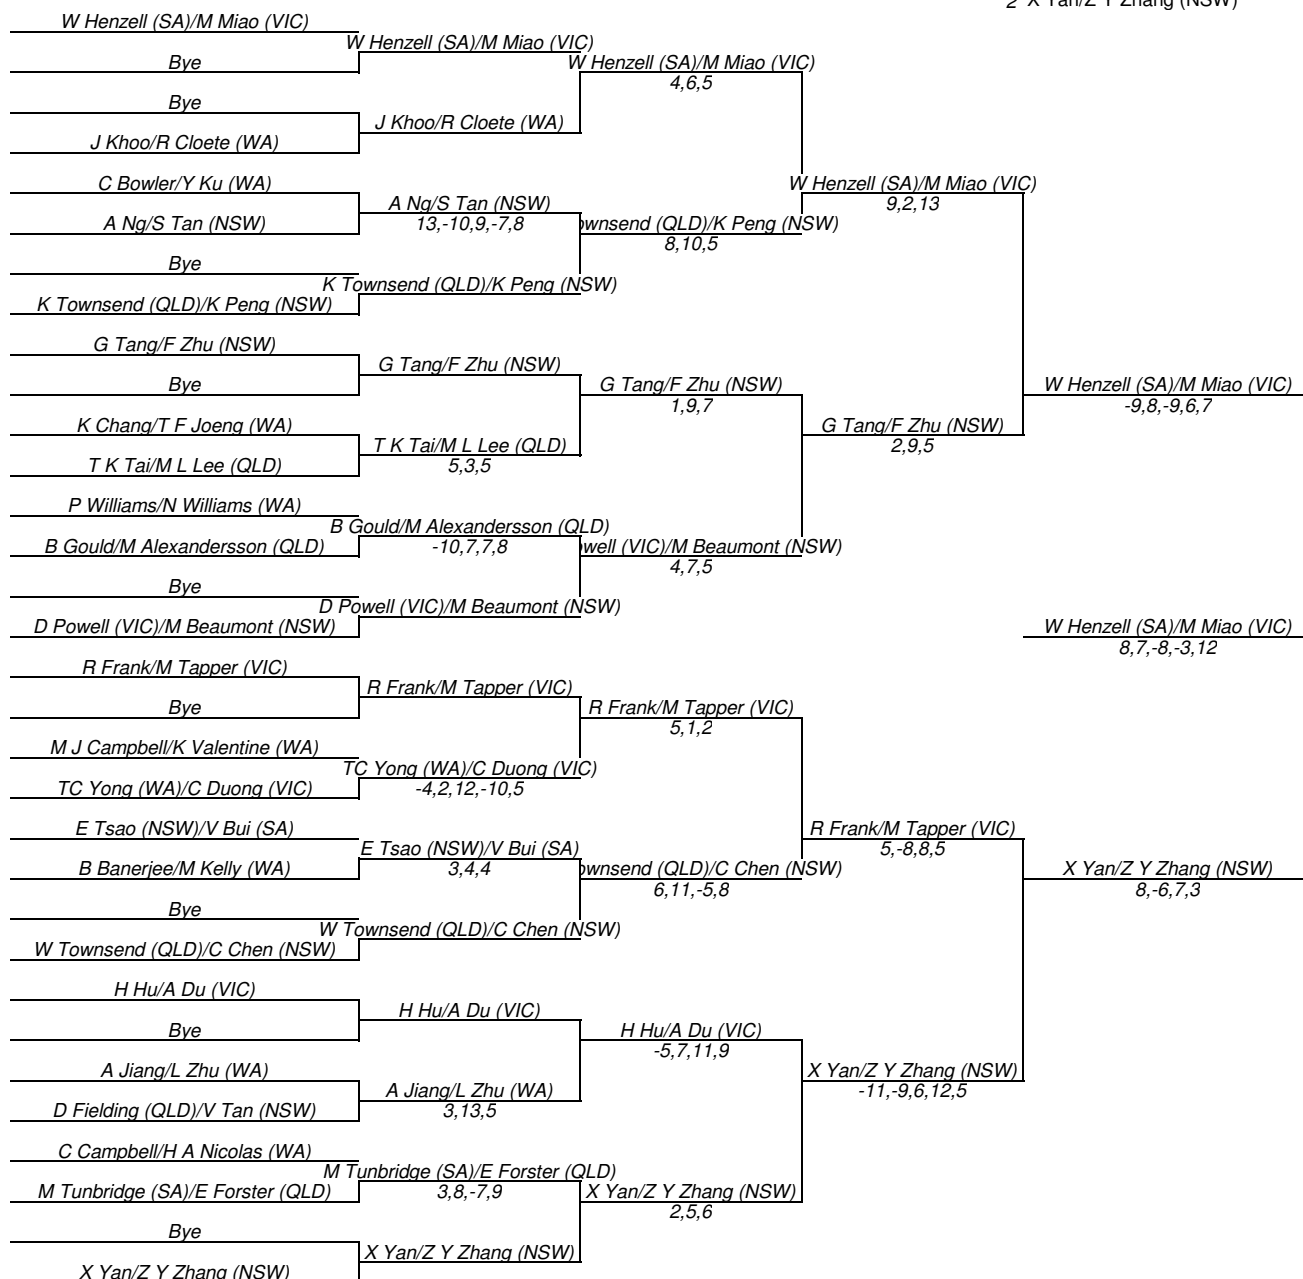 2 X Yan/Z Y Zhang (NSW)
W Henzell (SA)/M Miao (VIC)
Bye
Bye
J Khoo/R Cloete (WA)
C Bowler/Y Ku (WA)
A Ng/S Tan (NSW)
Bye
K Townsend (QLD)/K Peng (NSW)
G Tang/F Zhu (NSW)
Bye
K Chang/T F Joeng (WA)
T K Tai/M L Lee (QLD)
P Williams/N Williams (WA)
B Gould/M Alexandersson (QLD)
Bye
D Powell (VIC)/M Beaumont (NSW)
R Frank/M Tapper (VIC)
Bye
M J Campbell/K Valentine (WA)
TC Yong (WA)/C Duong (VIC)
E Tsao (NSW)/V Bui (SA)
B Banerjee/M Kelly (WA)
Bye
W Townsend (QLD)/C Chen (NSW)
H Hu/A Du (VIC)
Bye
A Jiang/L Zhu (WA)
D Fielding (QLD)/V Tan (NSW)
C Campbell/H A Nicolas (WA)
M Tunbridge (SA)/E Forster (QLD)
Bye
X Yan/Z Y Zhang (NSW)
W Henzell (SA)/M Miao (VIC)
J Khoo/R Cloete (WA)
A Ng/S Tan (NSW)
13,-10,9,-7,8
K Townsend (QLD)/K Peng (NSW)
G Tang/F Zhu (NSW)
T K Tai/M L Lee (QLD)
5,3,5
B Gould/M Alexandersson (QLD)
-10,7,7,8
D Powell (VIC)/M Beaumont (NSW)
R Frank/M Tapper (VIC)
TC Yong (WA)/C Duong (VIC)
-4,2,12,-10,5
E Tsao (NSW)/V Bui (SA)
3,4,4
W Townsend (QLD)/C Chen (NSW)
H Hu/A Du (VIC)
A Jiang/L Zhu (WA)
3,13,5
M Tunbridge (SA)/E Forster (QLD)
3,8,-7,9
X Yan/Z Y Zhang (NSW)
W Henzell (SA)/M Miao (VIC)
4,6,5
ownsend (QLD)/K Peng (NSW)
8,10,5
G Tang/F Zhu (NSW)
1,9,7
owell (VIC)/M Beaumont (NSW)
4,7,5
R Frank/M Tapper (VIC)
5,1,2
ownsend (QLD)/C Chen (NSW)
6,11,-5,8
H Hu/A Du (VIC)
-5,7,11,9
X Yan/Z Y Zhang (NSW)
2,5,6
W Henzell (SA)/M Miao (VIC)
9,2,13
G Tang/F Zhu (NSW)
2,9,5
R Frank/M Tapper (VIC)
5,-8,8,5
X Yan/Z Y Zhang (NSW)
-11,-9,6,12,5
W Henzell (SA)/M Miao (VIC)
-9,8,-9,6,7
X Yan/Z Y Zhang (NSW)
8,-6,7,3
W Henzell (SA)/M Miao (VIC)
8,7,-8,-3,12